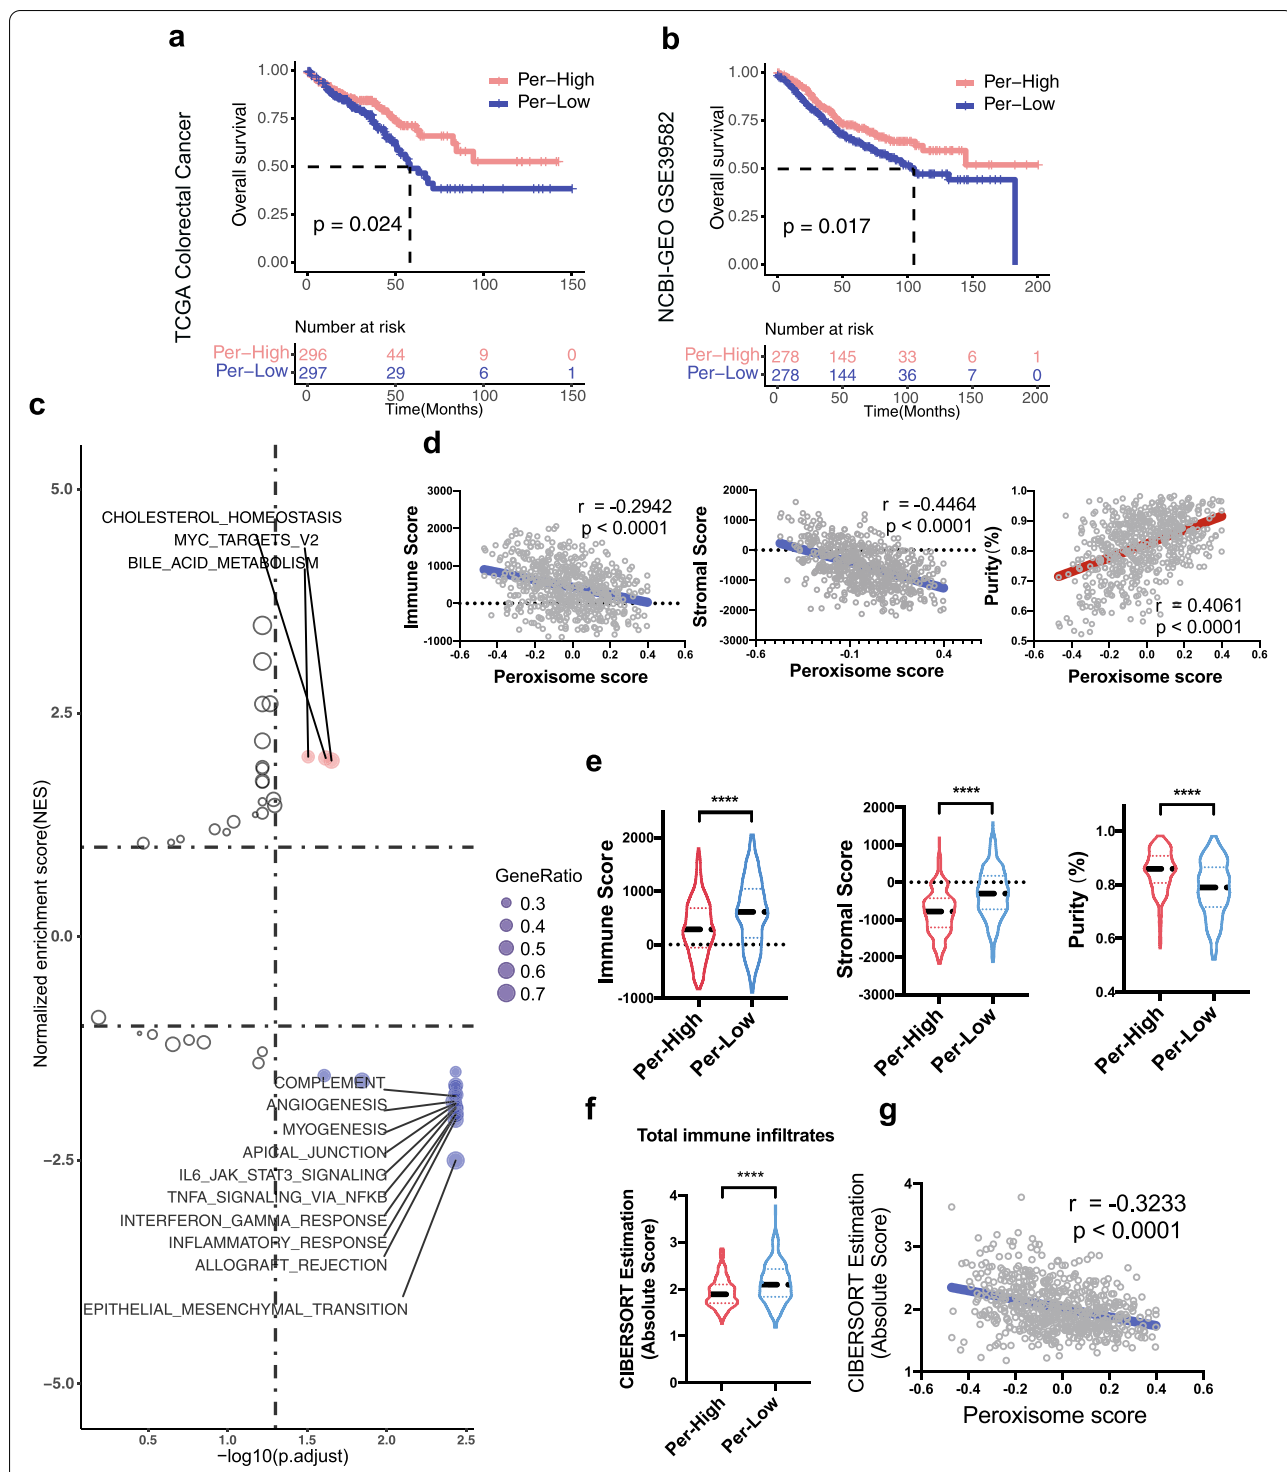 a
TCGA Colorectal Cancer
Overall survival
1.00
0.75
0.50
0.25
0.00
Per–High
Per–Low
p = 0.024
0 50 100 150
Number at risk
Per–High 296 44 9 0
Per–Low 297 29 6 1
0 50 100 150
Time(Months)
b
NCBI-GEO GSE39582
Overall survival
1.00
0.75
0.50
0.25
0.00
Per–High
Per–Low
p = 0.017
0 50 100 150 200
Number at risk
Per–High 278 145 33 6 1
Per–Low 278 144 36 7 0
0 50 100 150 200
Time(Months)
c
Normalized enrichment score(NES)
5.0
2.5
0.0
−2.5
−5.0
CHOLESTEROL_HOMEOSTASIS
MYC_TARGETS_V2
BILE_ACID_METABOLISM
GeneRatio
0.3
0.4
0.5
0.6
0.7
COMPLEMENT
ANGIOGENESIS
MYOGENESIS
APICAL_JUNCTION
IL6_JAK_STAT3_SIGNALING
TNFA_SIGNALING_VIA_NFKB
INTERFERON_GAMMA_RESPONSE
INFLAMMATORY_RESPONSE
ALLOGRAFT_REJECTION
EPITHELIAL_MESENCHYMAL_TRANSITION
0.5 1.0 1.5 2.0 2.5
−log10(p.adjust)
d
Immune Score
3000
2000
1000
0
-1000
r = -0.2942
p < 0.0001
-0.6 -0.4 -0.2 0.0 0.2 0.4 0.6
Peroxisome score
Stromal Score
2000
1000
0
-1000
-2000
-3000
r = -0.4464
p < 0.0001
-0.6 -0.1 0.4
Peroxisome score
Purity (%)
1.0
0.9
0.8
0.7
0.6
0.5
r = 0.4061
p < 0.0001
-0.6 -0.4 -0.2 0.0 0.2 0.4 0.6
Peroxisome score
e
Immune Score
2000
1000
0
-1000
****
Per-High
Per-Low
Stromal Score
2000
1000
0
-1000
-2000
-3000
****
Per-High
Per-Low
Purity (%)
1.0
0.8
0.6
0.4
****
Per-High
Per-Low
f
Total immune infiltrates
CIBERSORT Estimation
(Absolute Score)
4
3
2
1
0
****
Per-High
Per-Low
g
CIBERSORT Estimation
(Absolute Score)
4
3
2
1
r = -0.3233
p < 0.0001
-0.6 -0.4 -0.2 0.0 0.2 0.4 0.6
Peroxisome score